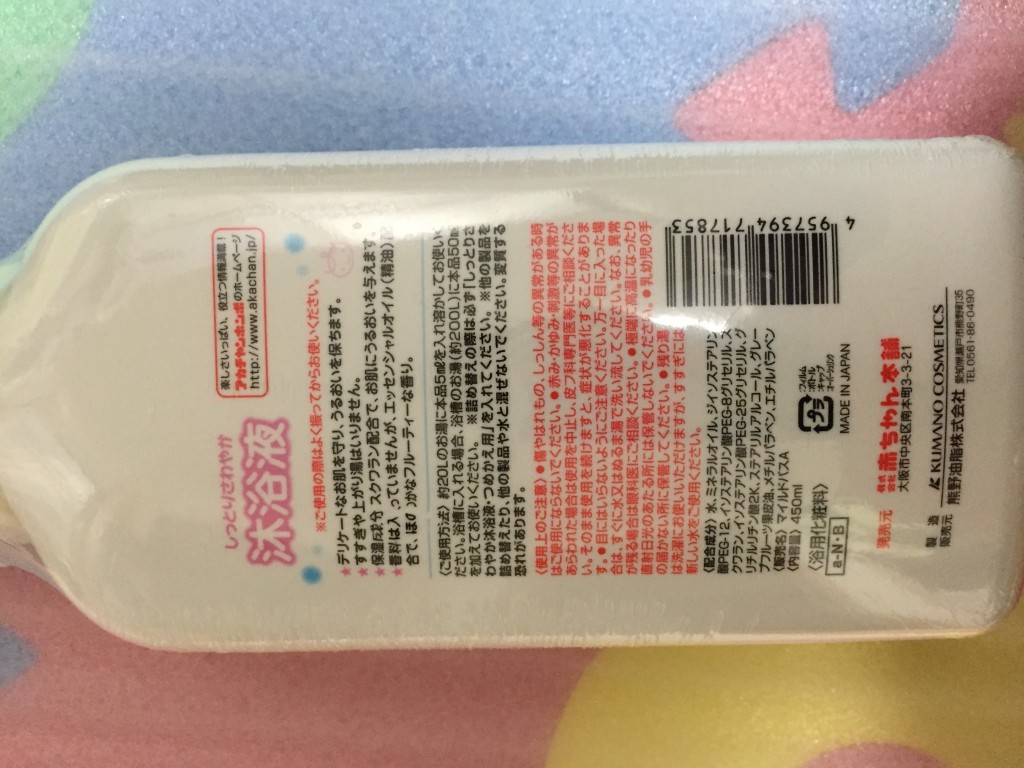 楽しさいっぱい、役立つ情報満載！
アカチャンホンポのホームページ
http://www.akachan.jp/
しっとりさわやか
沐浴液
※ご使用の際はよく振ってからお使いください。
★デリケートなお肌を守り、うるおいを保ちます。
★すすぎや上がり湯はいりません。
★保湿成分 スクワラン配合で、お肌にうるおいを与えます。
★香料は入っていませんが、エッセンシャルオイル（精油）
合で、ほのかなフルーティーな香り。
〈ご使用方法〉約20Lのお湯に本品5mlを入れ溶かしてお使いく
ださい。浴槽に入れる場合、浴槽のお湯（約200L）に本品50ml
を加えてお使いください。 ※詰め替えの際は必ず「しっとりさ
わやか沐浴液・つめかえ用」を入れてください。 ※他の製品を
詰め替えたり、他の製品や水と混ぜないでください。変質する
恐れがあります。
〈使用上のご注意〉●傷やはれもの、しっしん等の異常がある時
はご使用にならないでください。●赤み・かゆみ・刺激等の異常が
あらわれた場合は使用を中止し、皮フ科専門医等にご相談くださ
い。そのまま使用を続けますと、症状が悪化することがありま
す。●目にはいらないようにご注意ください。万一目に入った場
合は、すぐに水又はぬるま湯で洗い流してください。なお、異常
が残る場合は眼科医にご相談ください。●極端に高温になったり
直射日光のあたる所には保管しないでください。●乳幼児の手
の届かない所に保管してください。●残り湯
は洗濯にお使いいただけますが、すすぎには
新しい水をご使用ください。
〈配合成分〉水、ミネラルオイル、ジイソステアリン
酸PEG-12、イソステアリン酸PEG-8グリセリル、ス
クワラン、イソステアリン酸PEG-25グリセリル、グ
リチルリチン酸2K、ステアリルアルコール、グレー
プフルーツ果皮油、メチルパラベン、エチルパラベン
〈販売名〉マイルドバスA
〈内容量〉450ml
〈浴用化粧料〉
a-N・B
4 957394 717853
プラ
フィルム
ボトル
キャップ
オーバーキャップ
MADE IN JAPAN
発売元 株式会社 赤ちゃん本舗
大阪市中央区南本町3-3-21
製造販売元 KUMANO COSMETICS
熊野油脂株式会社 愛知県瀬戸市熊野町35
TEL 0561-86-0490